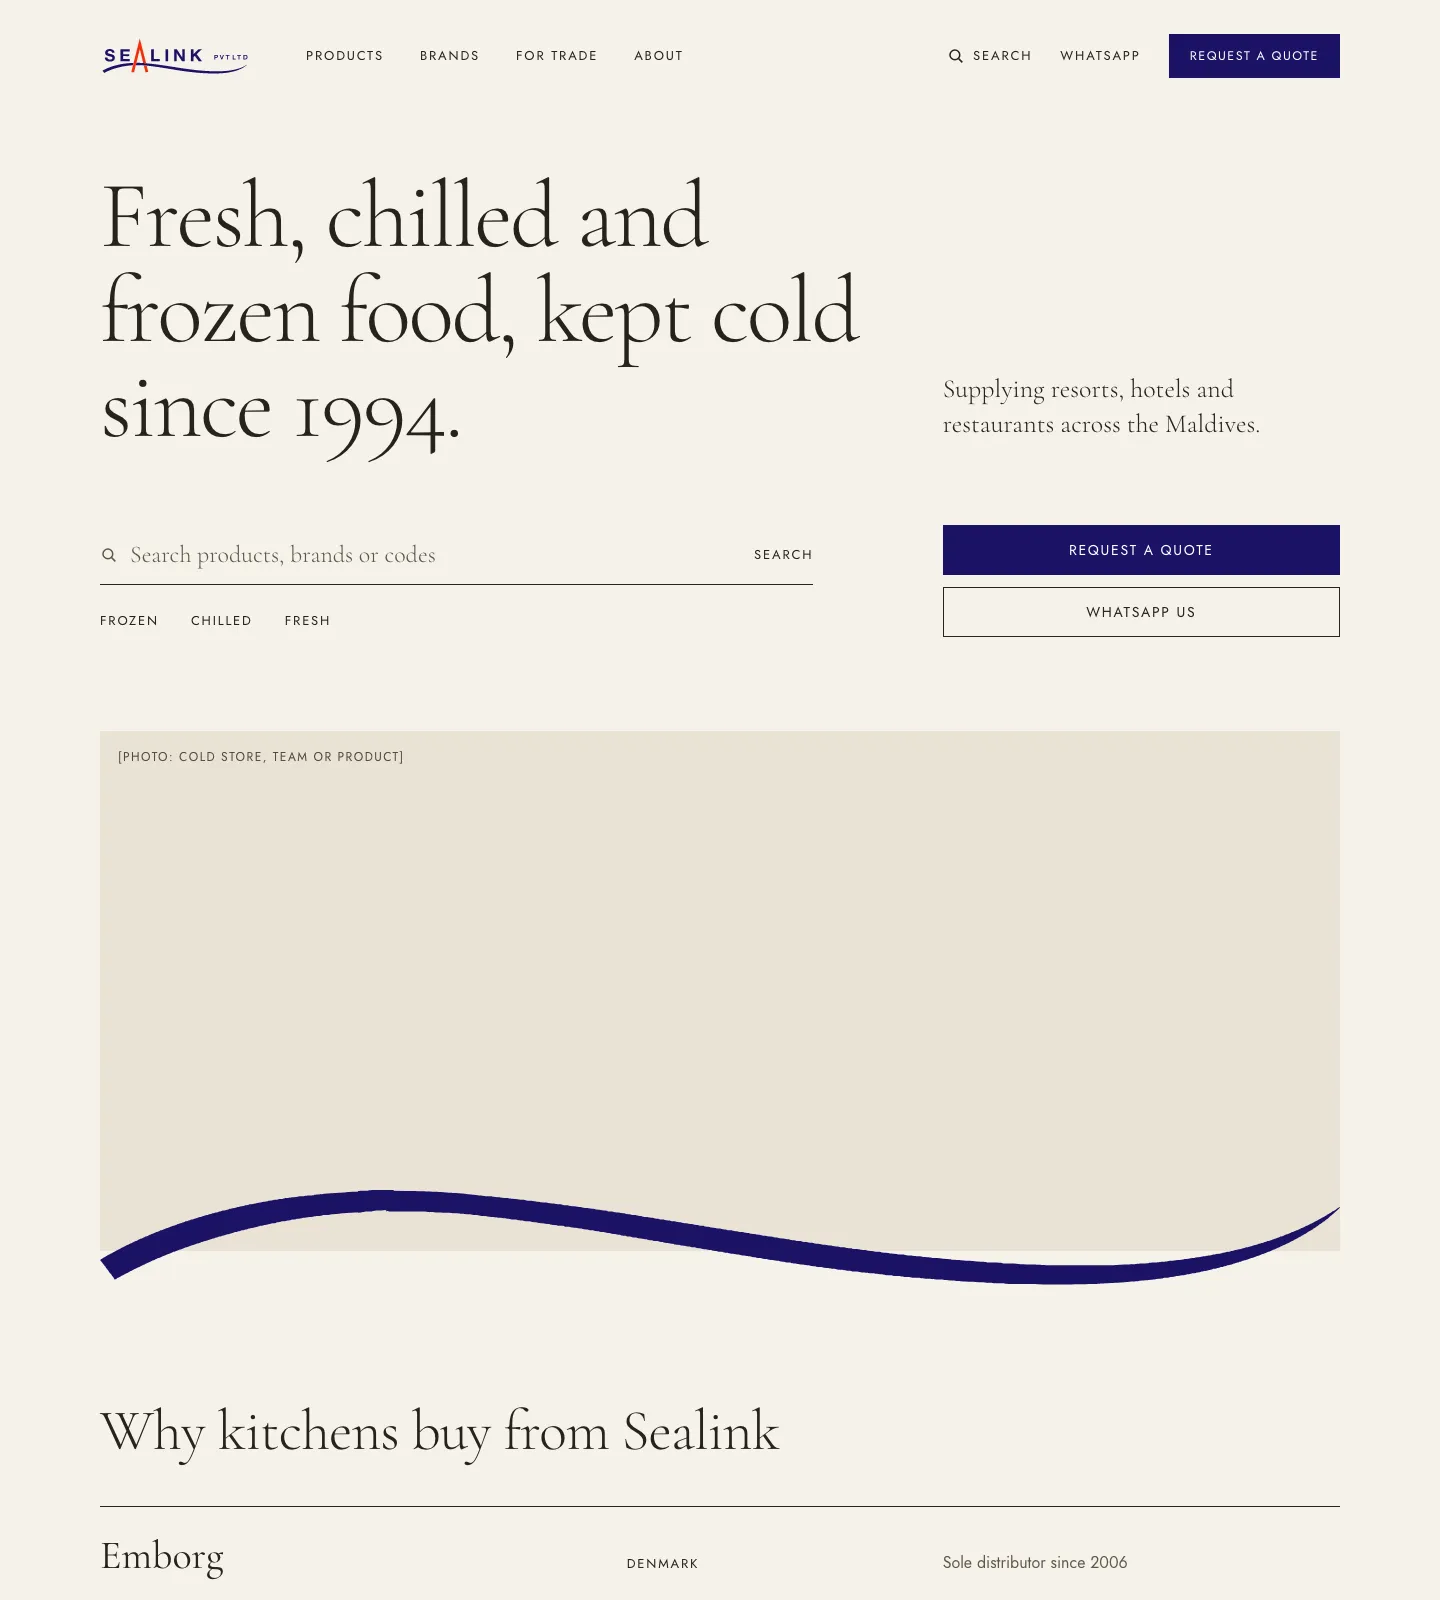 SEALINK PVT LTD
PRODUCTS BRANDS FOR TRADE ABOUT
SEARCH WHATSAPP REQUEST A QUOTE
Fresh, chilled and
frozen food, kept cold
since 1994.
Supplying resorts, hotels and
restaurants across the Maldives.
Search products, brands or codes SEARCH
FROZEN CHILLED FRESH
REQUEST A QUOTE
WHATSAPP US
[PHOTO: COLD STORE, TEAM OR PRODUCT]
Why kitchens buy from Sealink
Emborg DENMARK Sole distributor since 2006